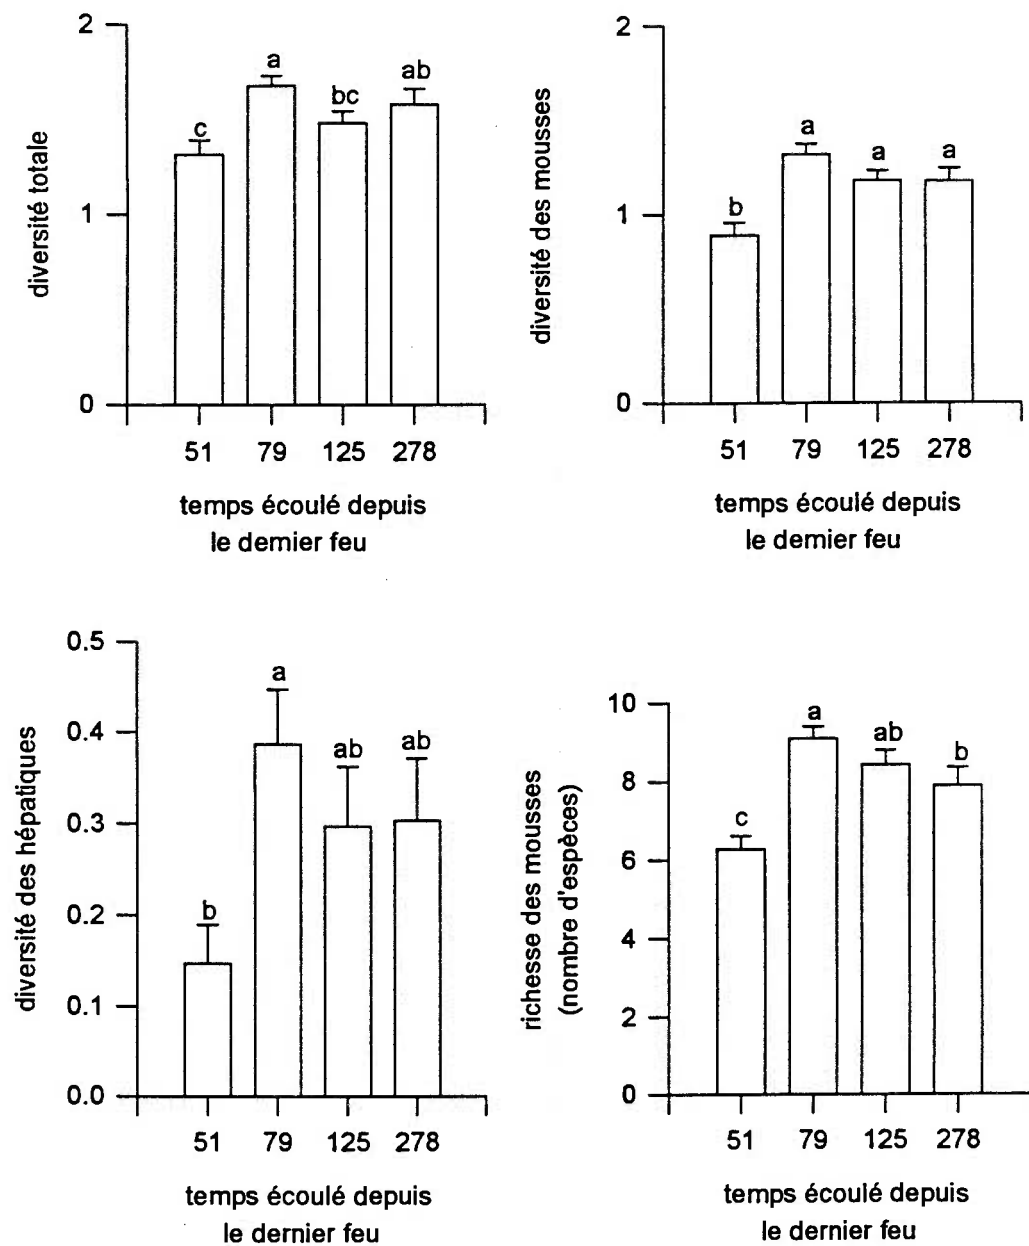 diversité totale
2
1
0
c
a
bc
ab
51 79 125 278
temps écoulé depuis
le dernier feu
diversité des mousses
2
1
0
b
a
a
a
51 79 125 278
temps écoulé depuis
le dernier feu
diversité des hépatiques
0.5
0.4
0.3
0.2
0.1
0.0
b
a
ab
ab
51 79 125 278
temps écoulé depuis
le dernier feu
richesse des mousses
(nombre d'espèces)
10
8
6
4
2
0
c
a
ab
b
51 79 125 278
temps écoulé depuis
le dernier feu